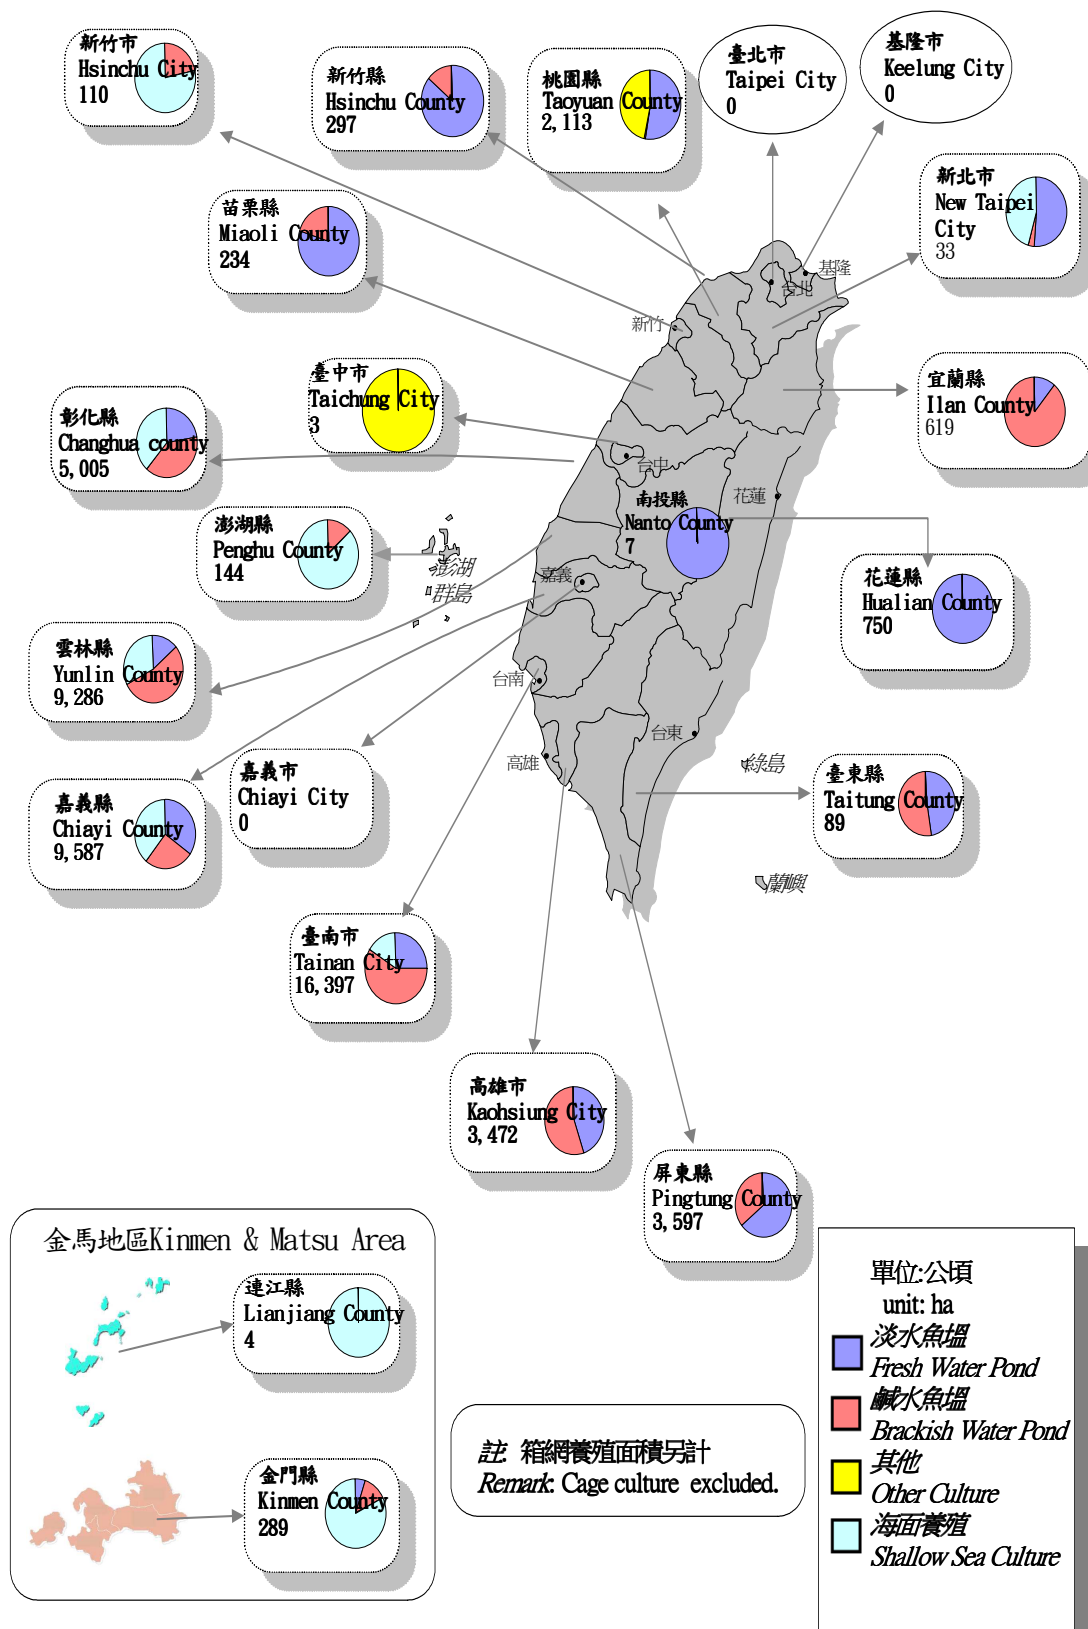 新竹市
Hsinchu City
110
新竹縣
Hsinchu County
297
桃園縣
Taoyuan County
2,113
臺北市
Taipei City
0
基隆市
Keelung City
0
新北市
New Taipei
City
33
苗栗縣
Miaoli County
234
基隆
台北
新竹
臺中市
Taichung City
3
宜蘭縣
Ilan County
619
彰化縣
Changhua county
5,005
台中
南投縣
Nanto County
7
花蓮
澎湖縣
Penghu County
144
澎湖
群島
嘉義
花蓮縣
Hualian County
750
雲林縣
Yunlin County
9,286
台南
台東
高雄
綠島
嘉義市
Chiayi City
0
嘉義縣
Chiayi County
9,587
臺東縣
Taitung County
89
蘭嶼
臺南市
Tainan City
16,397
高雄市
Kaohsiung City
3,472
屏東縣
Pingtung County
3,597
金馬地區Kinmen & Matsu Area
連江縣
Lianjiang County
4
金門縣
Kinmen County
289
註: 箱網養殖面積另計
Remark: Cage culture excluded.
單位:公頃
unit: ha
淡水魚塭
Fresh Water Pond
鹹水魚塭
Brackish Water Pond
其他
Other Culture
海面養殖
Shallow Sea Culture